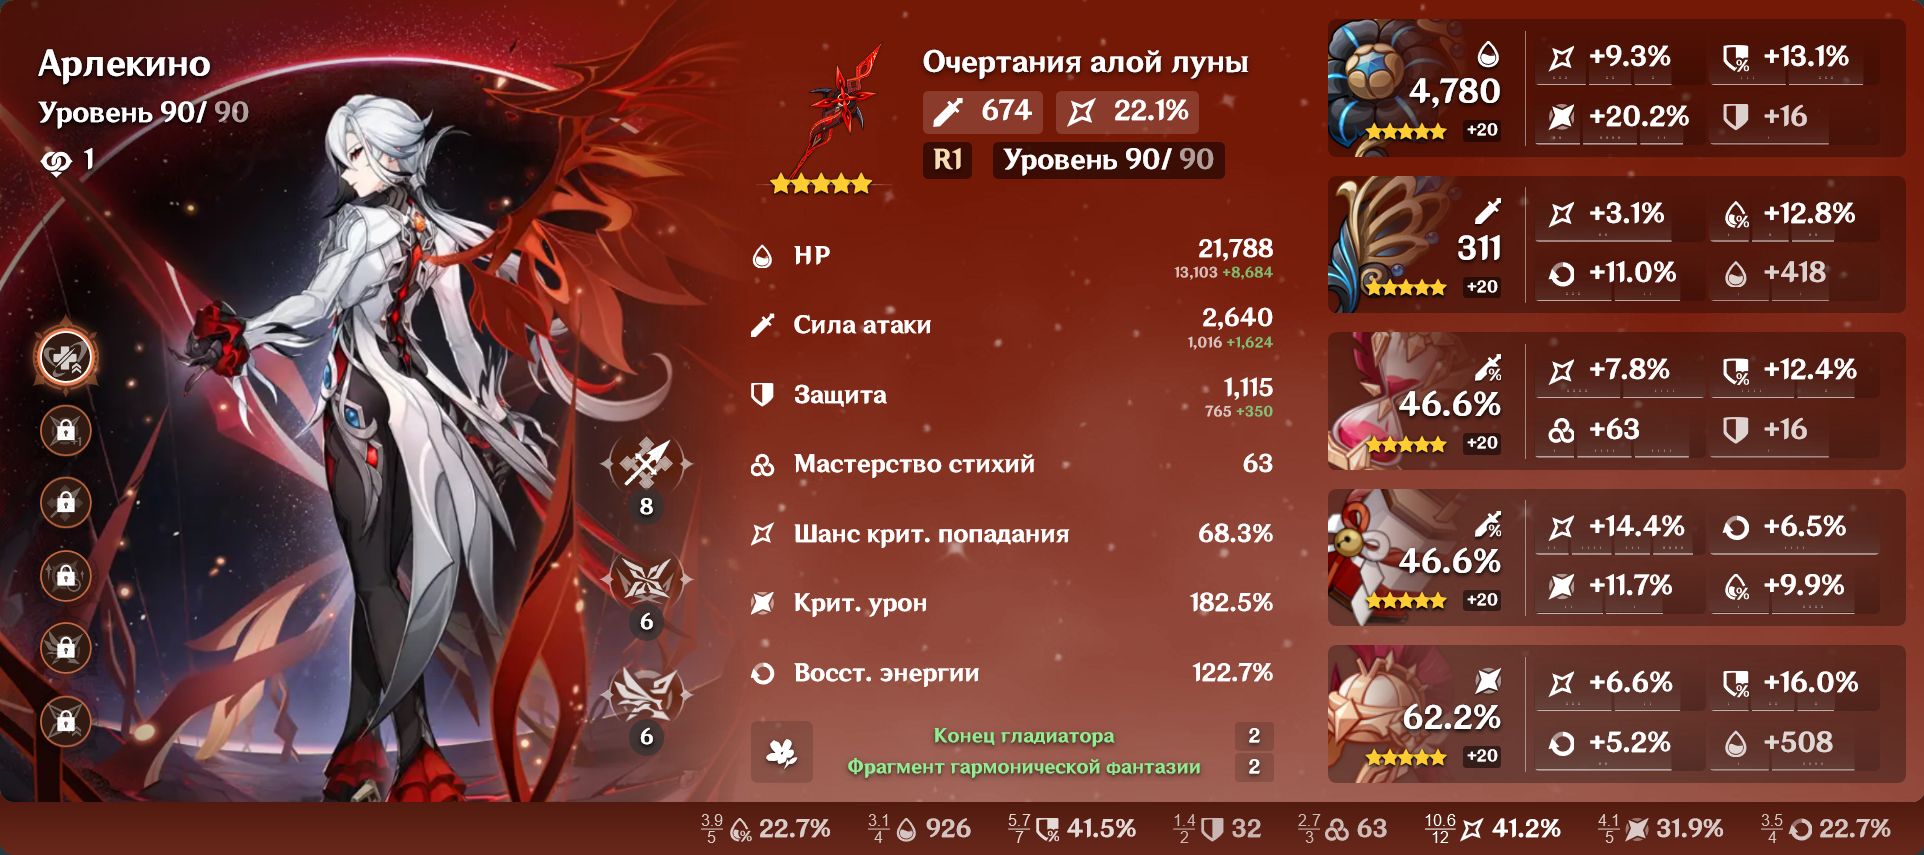 Арлекино
Уровень 90/ 90
1
8
6
6
Очертания алой луны
674 22.1%
R1 Уровень 90/ 90
HP 21,788
13,103 +8,684
Сила атаки 2,640
1,016 +1,624
Защита 1,115
765 +350
Мастерство стихий 63
Шанс крит. попадания 68.3%
Крит. урон 182.5%
Восст. энергии 122.7%
Конец гладиатора 2
Фрагмент гармонической фантазии 2
4,780
+20
+9.3% +13.1%
+20.2% +16
311
+20
+3.1% +12.8%
+11.0% +418
46.6%
+20
+7.8% +12.4%
+63 +16
46.6%
+20
+14.4% +6.5%
+11.7% +9.9%
62.2%
+20
+6.6% +16.0%
+5.2% +508
3.9/5 22.7% 3.1/4 926 5.7/7 41.5% 1.4/2 32 2.7/3 63 10.6/12 41.2% 4.1/5 31.9% 3.5/4 22.7%